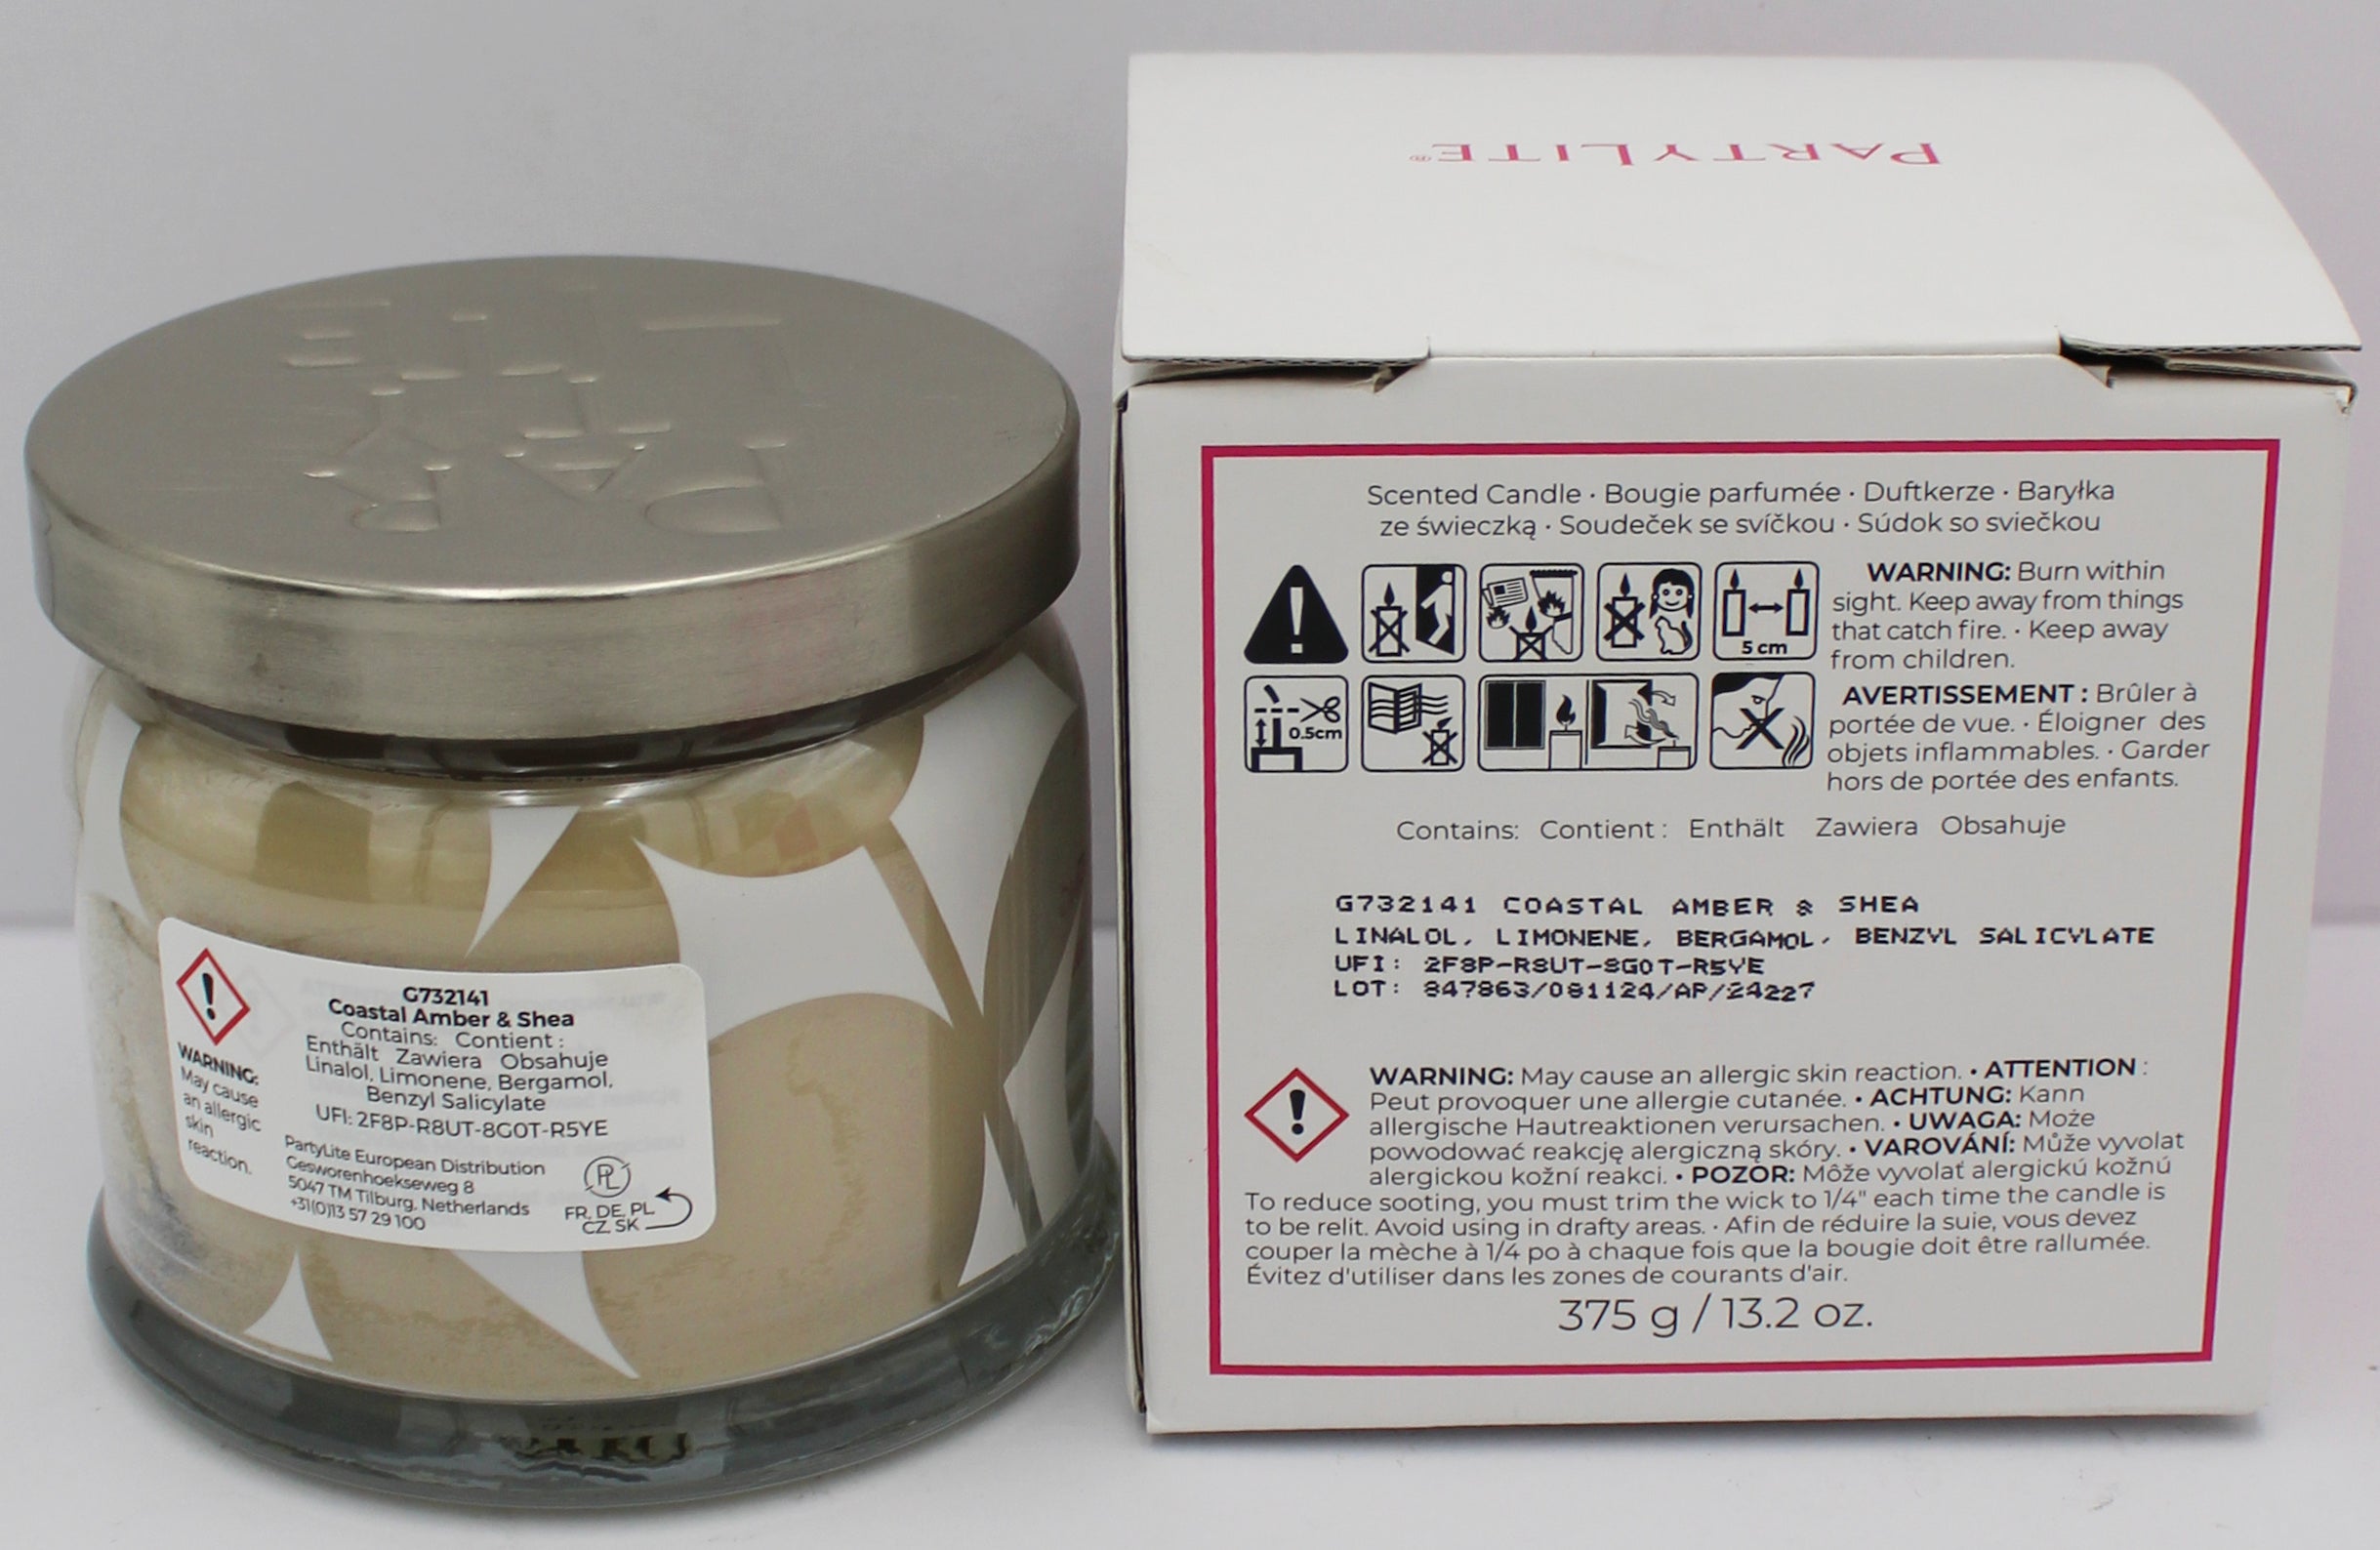 PARTYLITE®
PARTY
LITE
G732141
Coastal Amber & Shea
Contains: Contient :
Enthält Zawiera Obsahuje
Linalol, Limonene, Bergamol,
Benzyl Salicylate
UFI: 2F8P-R8UT-8G0T-R5YE
WARNING:
May cause
an allergic
skin
reaction.
PartyLite European Distribution
Gesworenhoekseweg 8
5047 TM Tilburg, Netherlands
+31(0)13 57 29 100
PL
FR, DE, PL
CZ, SK
Scented Candle · Bougie parfumée · Duftkerze · Baryłka
ze świeczką · Soudeček se svíčkou · Súdok so sviečkou
5 cm
0.5cm
WARNING: Burn within
sight. Keep away from things
that catch fire. · Keep away
from children.
AVERTISSEMENT : Brûler à
portée de vue. · Éloigner des
objets inflammables. · Garder
hors de portée des enfants.
Contains: Contient : Enthält Zawiera Obsahuje
G732141 COASTAL AMBER & SHEA
LINALOL, LIMONENE, BERGAMOL, BENZYL SALICYLATE
UFI: 2F8P-R8UT-8G0T-R5YE
LOT: 847863/081124/AP/24227
WARNING: May cause an allergic skin reaction. • ATTENTION :
Peut provoquer une allergie cutanée. • ACHTUNG: Kann
allergische Hautreaktionen verursachen. • UWAGA: Może
powodować reakcję alergiczną skóry. • VAROVÁNÍ: Může vyvolat
alergickou kožní reakci. • POZOR: Môže vyvolať alergickú kožnú
To reduce sooting, you must trim the wick to 1/4" each time the candle is
to be relit. Avoid using in drafty areas. · Afin de réduire la suie, vous devez
couper la mèche à 1/4 po à chaque fois que la bougie doit être rallumée.
Évitez d'utiliser dans les zones de courants d'air.
375 g / 13.2 oz.